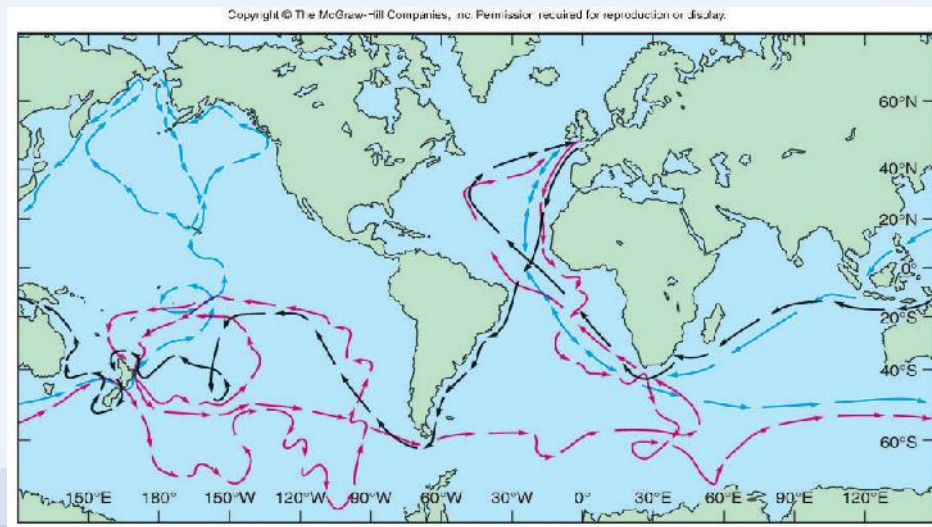 Copyright © The McGraw-Hill Companies, Inc. Permission required for reproduction or display.
60°N
40°N
20°N
0°
20°S
40°S
60°S
150°E 180° 150°W 120°W 90°W 60°W 30°W 0° 30°E 60°E 90°E 120°E